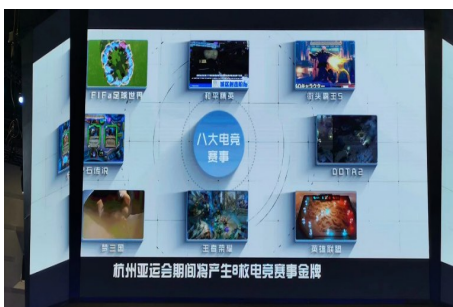 FIFA足球世界
和平精英
街头霸王5
八大电竞
赛事
石传说
DOTA2
梦三国
王者荣耀
英雄联盟
杭州亚运会期间将产生8枚电竞赛事金牌